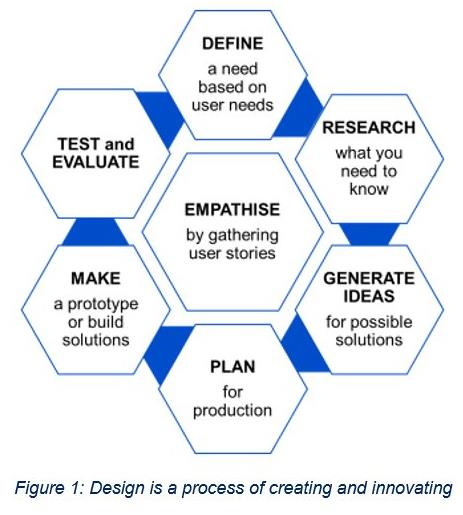 DEFINE
a need
based on
user needs
RESEARCH
what you
need to
know
GENERATE
IDEAS
for possible
solutions
PLAN
for
production
MAKE
a prototype
or build
solutions
TEST and
EVALUATE
EMPATHISE
by gathering
user stories
Figure 1: Design is a process of creating and innovating